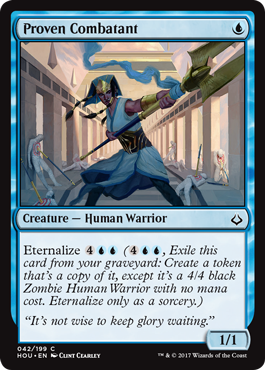 Proven Combatant
Creature — Human Warrior
Eternalize 4 (4, Exile this
card from your graveyard: Create a token
that's a copy of it, except it's a 4/4 black
Zombie Human Warrior with no mana
cost. Eternalize only as a sorcery.)
"It's not wise to keep glory waiting."
1/1
042/199 C
HOU • EN CLINT CEARLEY
™ & © 2017 Wizards of the Coast